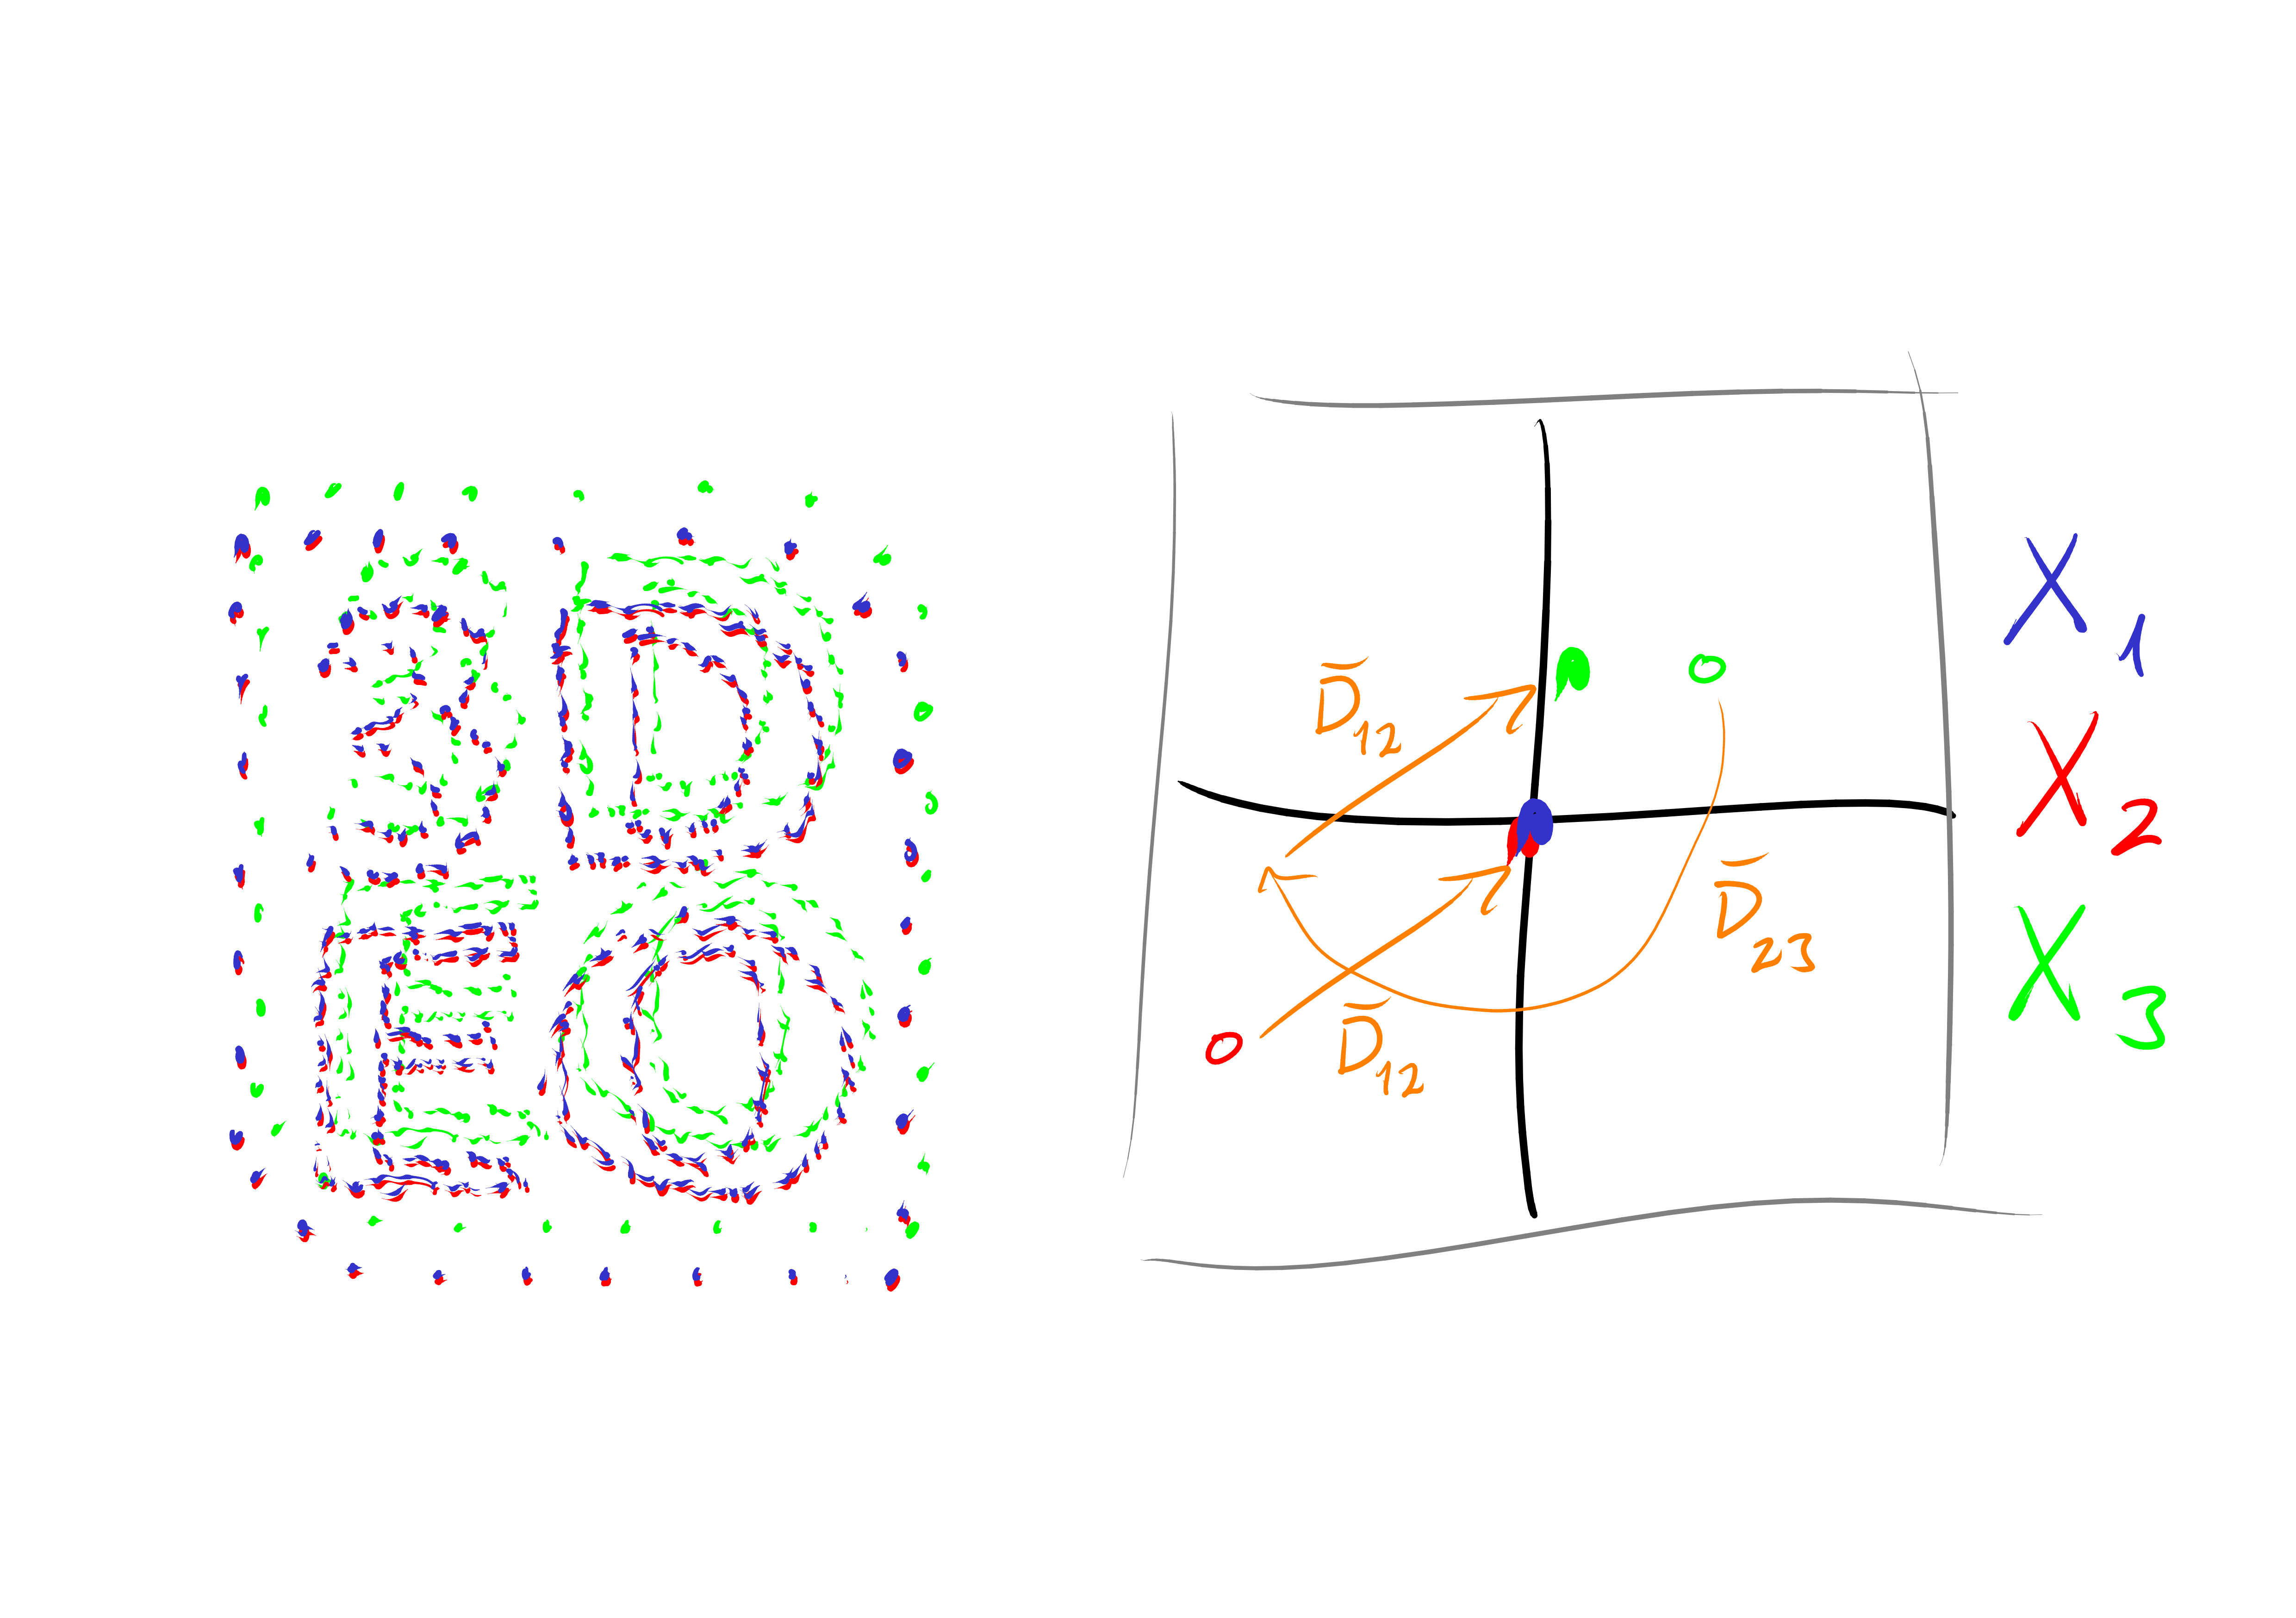 3D
EO
D̄₁₂
D̄₂₃
D̄₁₂
X₁
X₂
X₃